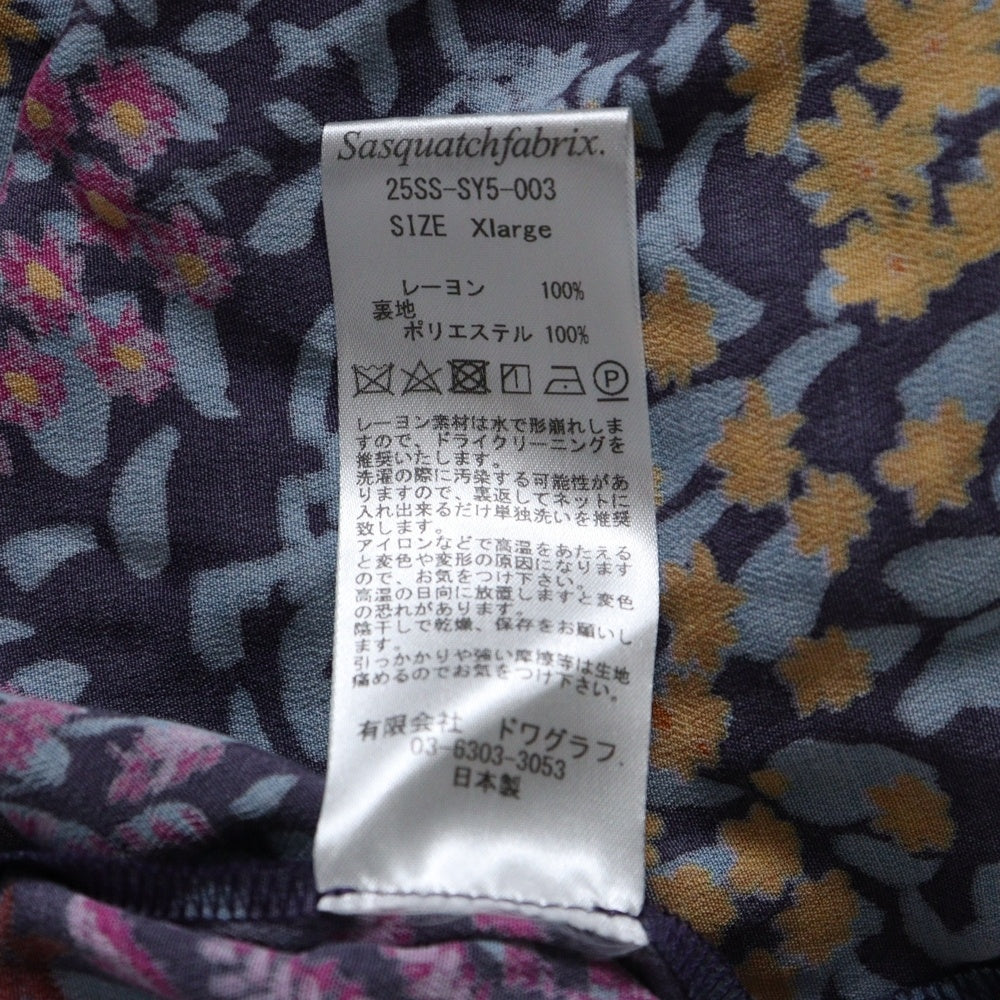 Sasquatchfabrix.
25SS-SY5-003
SIZE Xlarge
レーヨン 100%
裏地
ポリエステル 100%
P
レーヨン素材は水で形崩れしま
すので、ドライクリーニングを
推奨いたします。
洗濯の際に汚染する可能性があ
りますので、裏返してネットに
入れ出来るだけ単独洗いを推奨
致します。
アイロンなどで高温をあたえる
と変色や変形の原因になります
ので、お気をつけ下さい。
高温の日向に放置しますと変色
の恐れがあります。
陰干しで乾燥、保存をお願いし
ます。
引っかかりや強い摩擦等は生地
痛めるのでお気をつけ下さい。
有限会社 ドワグラフ.
03-6303-3053
日本製